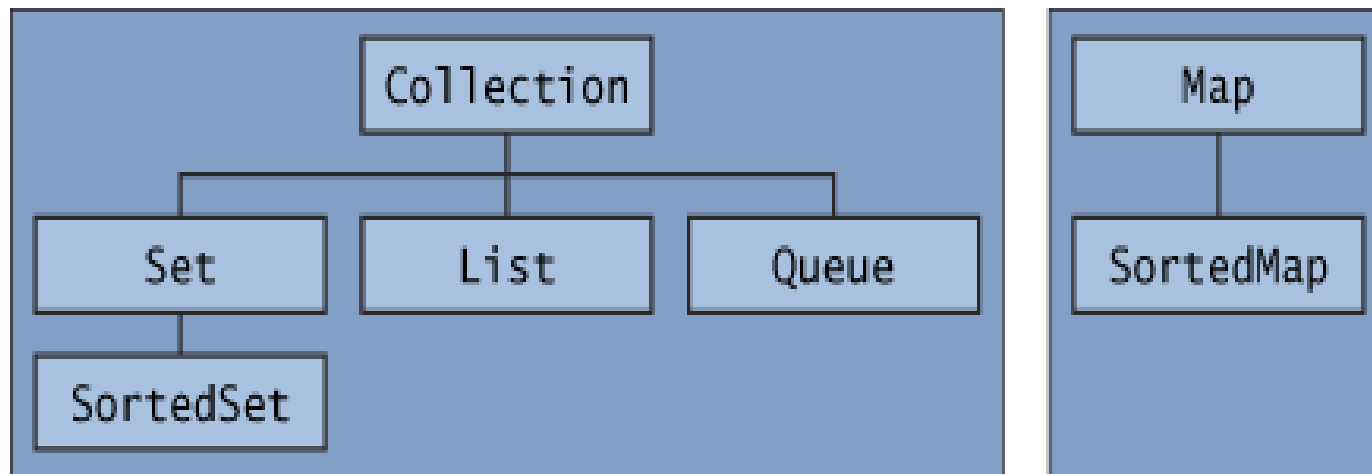 Collection
Map
Set
List
Queue
SortedMap
SortedSet